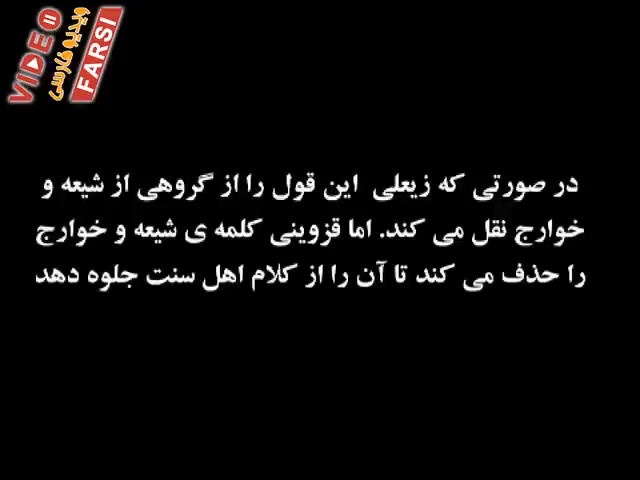 VIDEO
ویدیو فارسی
FARSI
در صورتی که زیعلی این قول را از گروهی از شیعه و
خوارج نقل می کند. اما قزوینی کلمه ی شیعه و خوارج
را حذف می کند تا آن را از کلام اهل سنت جلوه دهد